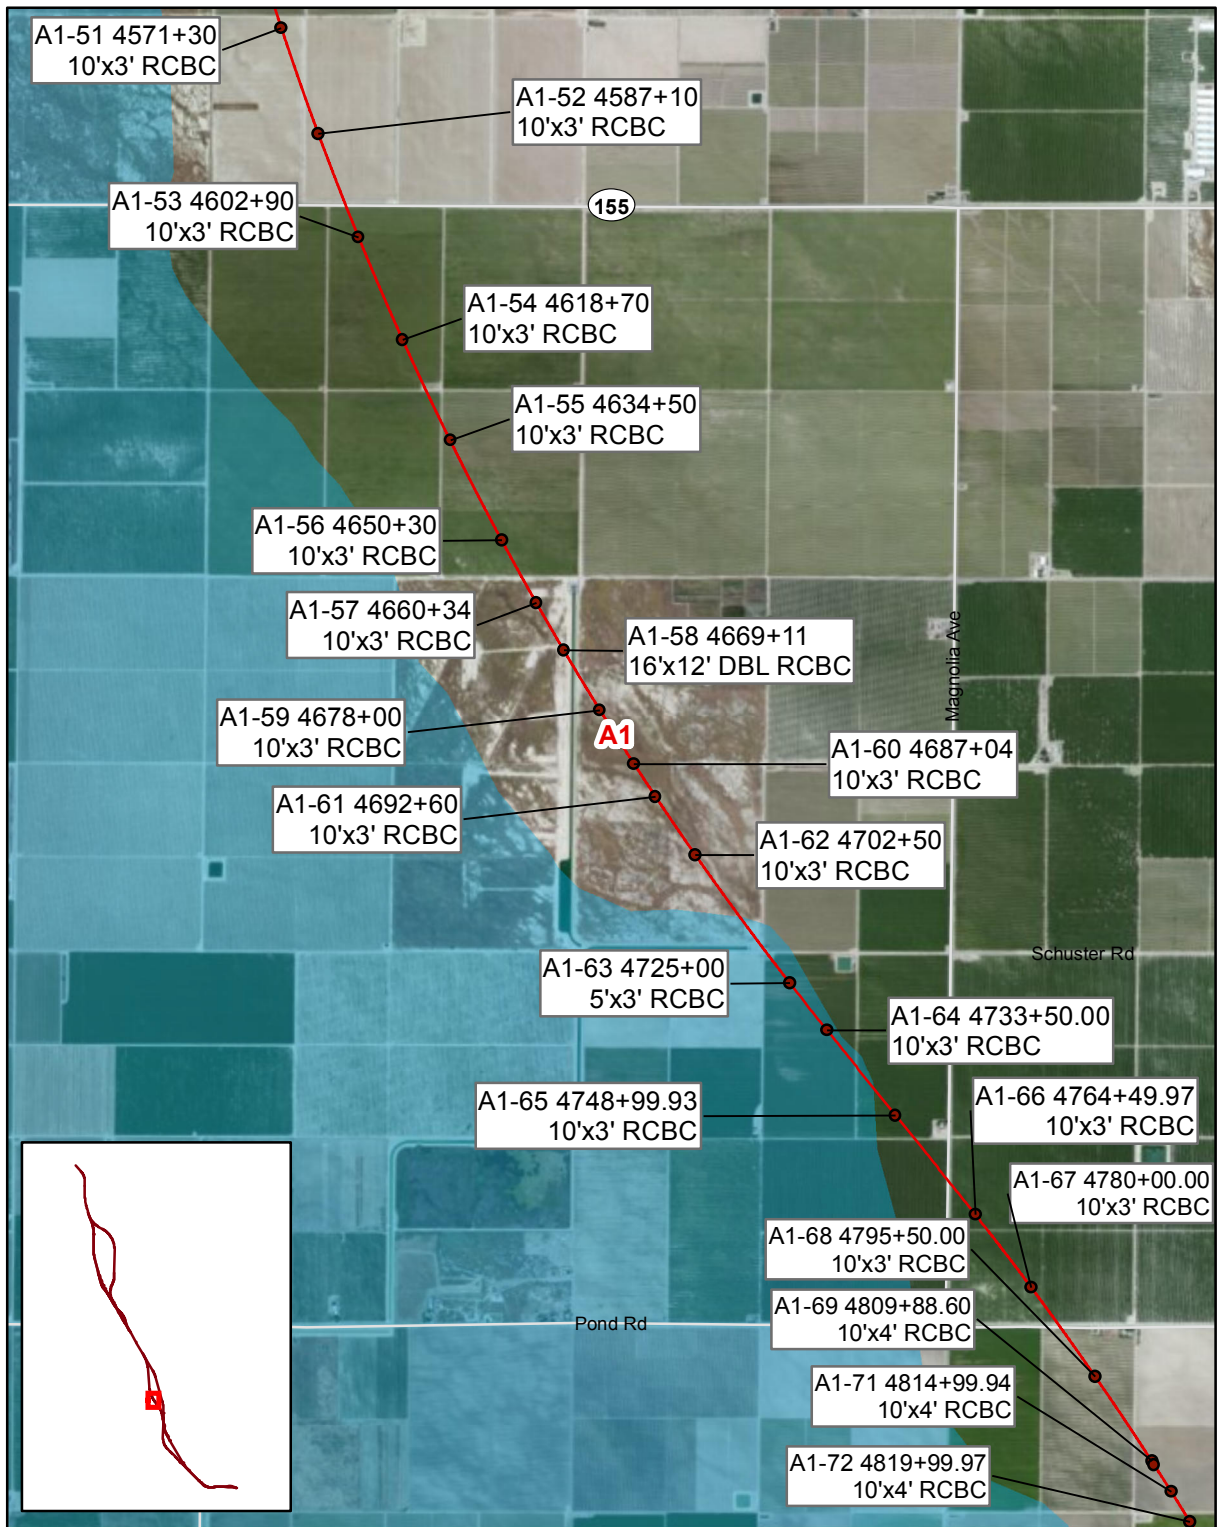 A1-51 4571+30
10'x3' RCBC
A1-52 4587+10
10'x3' RCBC
A1-53 4602+90
10'x3' RCBC
155
A1-54 4618+70
10'x3' RCBC
A1-55 4634+50
10'x3' RCBC
A1-56 4650+30
10'x3' RCBC
A1-57 4660+34
10'x3' RCBC
A1-58 4669+11
16'x12' DBL RCBC
Magnolia Ave
A1-59 4678+00
10'x3' RCBC
A1
A1-60 4687+04
10'x3' RCBC
A1-61 4692+60
10'x3' RCBC
A1-62 4702+50
10'x3' RCBC
Schuster Rd
A1-63 4725+00
5'x3' RCBC
A1-64 4733+50.00
10'x3' RCBC
A1-65 4748+99.93
10'x3' RCBC
A1-66 4764+49.97
10'x3' RCBC
A1-67 4780+00.00
10'x3' RCBC
A1-68 4795+50.00
10'x3' RCBC
A1-69 4809+88.60
10'x4' RCBC
Pond Rd
A1-71 4814+99.94
10'x4' RCBC
A1-72 4819+99.97
10'x4' RCBC